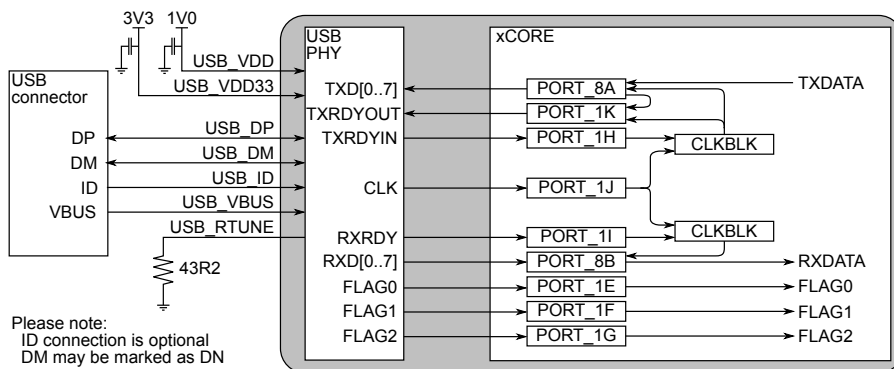 3V3 1V0
USB PHY
xCORE
USB connector
USB_VDD
USB_VDD33
TXD[0..7] PORT_8A TXDATA
TXRDYOUT PORT_1K
DP USB_DP TXRDYIN PORT_1H CLKBLK
DM USB_DM
ID USB_ID CLK PORT_1J
VBUS USB_VBUS
USB_RTUNE RXRDY PORT_1I CLKBLK
RXD[0..7] PORT_8B RXDATA
43R2
FLAG0 PORT_1E FLAG0
FLAG1 PORT_1F FLAG1
FLAG2 PORT_1G FLAG2
Please note:
ID connection is optional
DM may be marked as DN